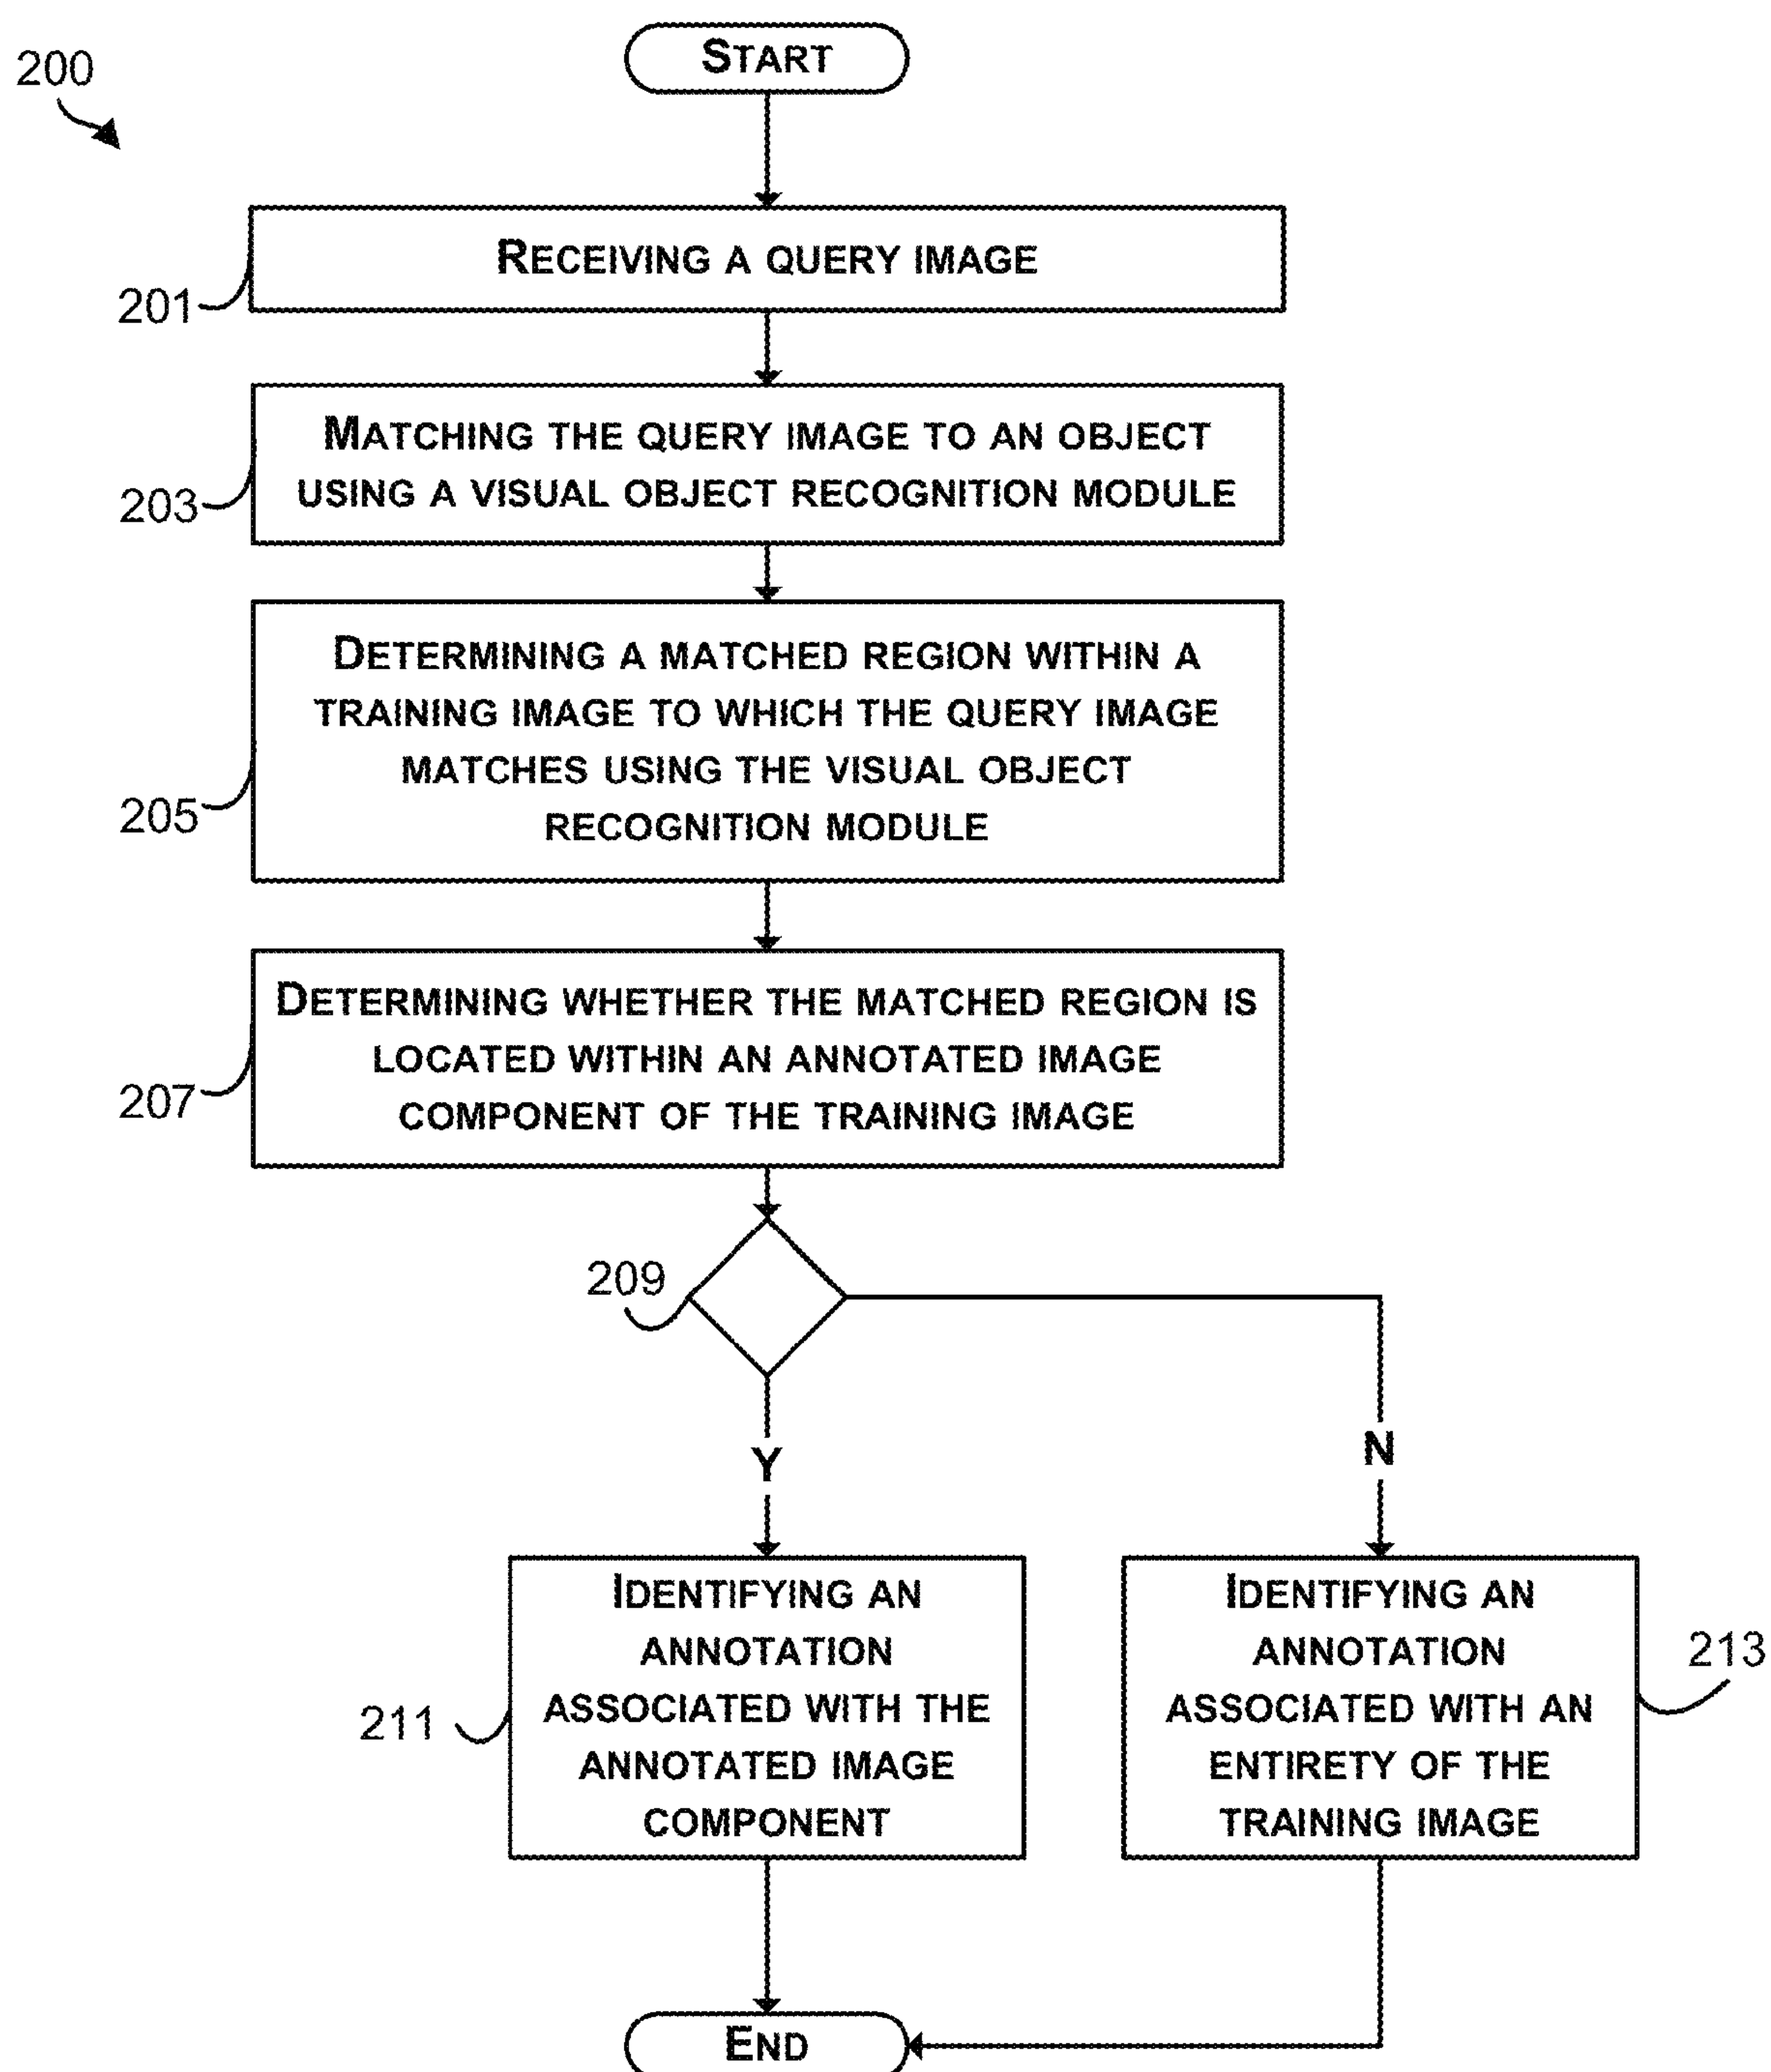 200
START
RECEIVING A QUERY IMAGE
201
MATCHING THE QUERY IMAGE TO AN OBJECT
USING A VISUAL OBJECT RECOGNITION MODULE
203
DETERMINING A MATCHED REGION WITHIN A
TRAINING IMAGE TO WHICH THE QUERY IMAGE
MATCHES USING THE VISUAL OBJECT
RECOGNITION MODULE
205
DETERMINING WHETHER THE MATCHED REGION IS
LOCATED WITHIN AN ANNOTATED IMAGE
COMPONENT OF THE TRAINING IMAGE
207
209
Y
N
IDENTIFYING AN
ANNOTATION
ASSOCIATED WITH THE
ANNOTATED IMAGE
COMPONENT
211
IDENTIFYING AN
ANNOTATION
ASSOCIATED WITH AN
ENTIRETY OF THE
TRAINING IMAGE
213
END